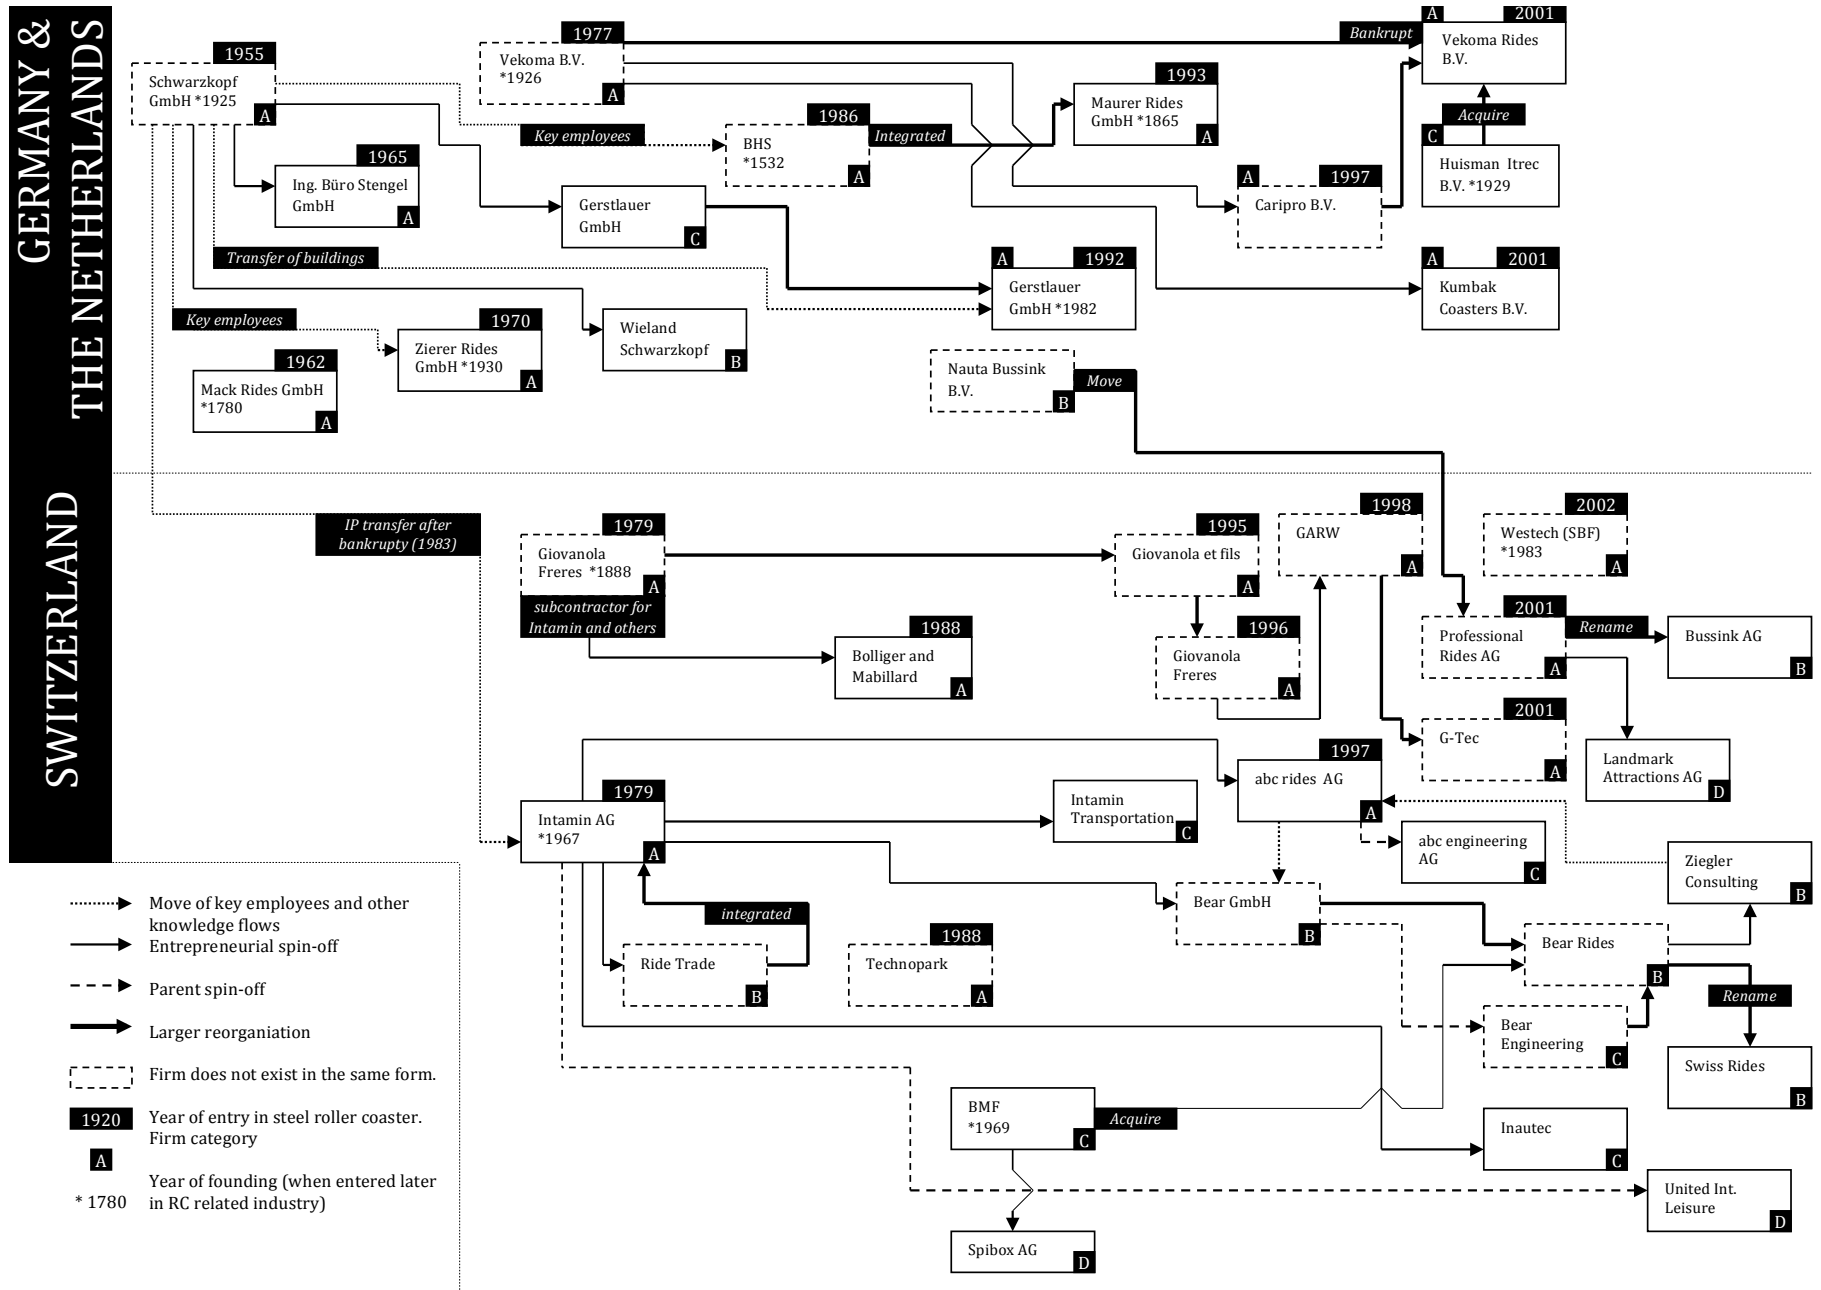 GERMANY &
THE NETHERLANDS
SWITZERLAND
1955
Schwarzkopf
GmbH *1925
A
1977
Vekoma B.V.
*1926
A
Bankrupt
A
2001
Vekoma Rides
B.V.
1993
Maurer Rides
GmbH *1865
A
Key employees
1986
BHS
*1532
A
Integrated
Acquire
C
Huisman Itrec
B.V. *1929
1965
Ing. Büro Stengel
GmbH
A
Gerstlauer
GmbH
C
A
1997
Caripro B.V.
Transfer of buildings
A
1992
Gerstlauer
GmbH *1982
A
2001
Kumbak
Coasters B.V.
Key employees
1970
Zierer Rides
GmbH *1930
A
Wieland
Schwarzkopf
B
1962
Mack Rides GmbH
*1780
A
Nauta Bussink
B.V.
B
Move
IP transfer after
bankrupty (1983)
1979
Giovanola
Freres *1888
A
subcontractor for
Intamin and others
1995
Giovanola et fils
A
1998
GARW
A
2002
Westech (SBF)
*1983
A
1988
Bolliger and
Mabillard
A
1996
Giovanola
Freres
A
2001
Professional
Rides AG
A
Rename
Bussink AG
B
2001
G-Tec
A
Landmark
Attractions AG
D
1979
Intamin AG
*1967
A
Intamin
Transportation
C
1997
abc rides AG
A
abc engineering
AG
C
Ziegler
Consulting
B
integrated
Ride Trade
B
1988
Technopark
A
Bear GmbH
B
Bear Rides
B
Rename
Bear
Engineering
C
Swiss Rides
B
BMF
*1969
C
Acquire
Inautec
C
United Int.
Leisure
D
Spibox AG
D
Move of key employees and other
knowledge flows
Entrepreneurial spin-off
Parent spin-off
Larger reorganiation
Firm does not exist in the same form.
1920
Year of entry in steel roller coaster.
Firm category
A
Year of founding (when entered later
* 1780
in RC related industry)